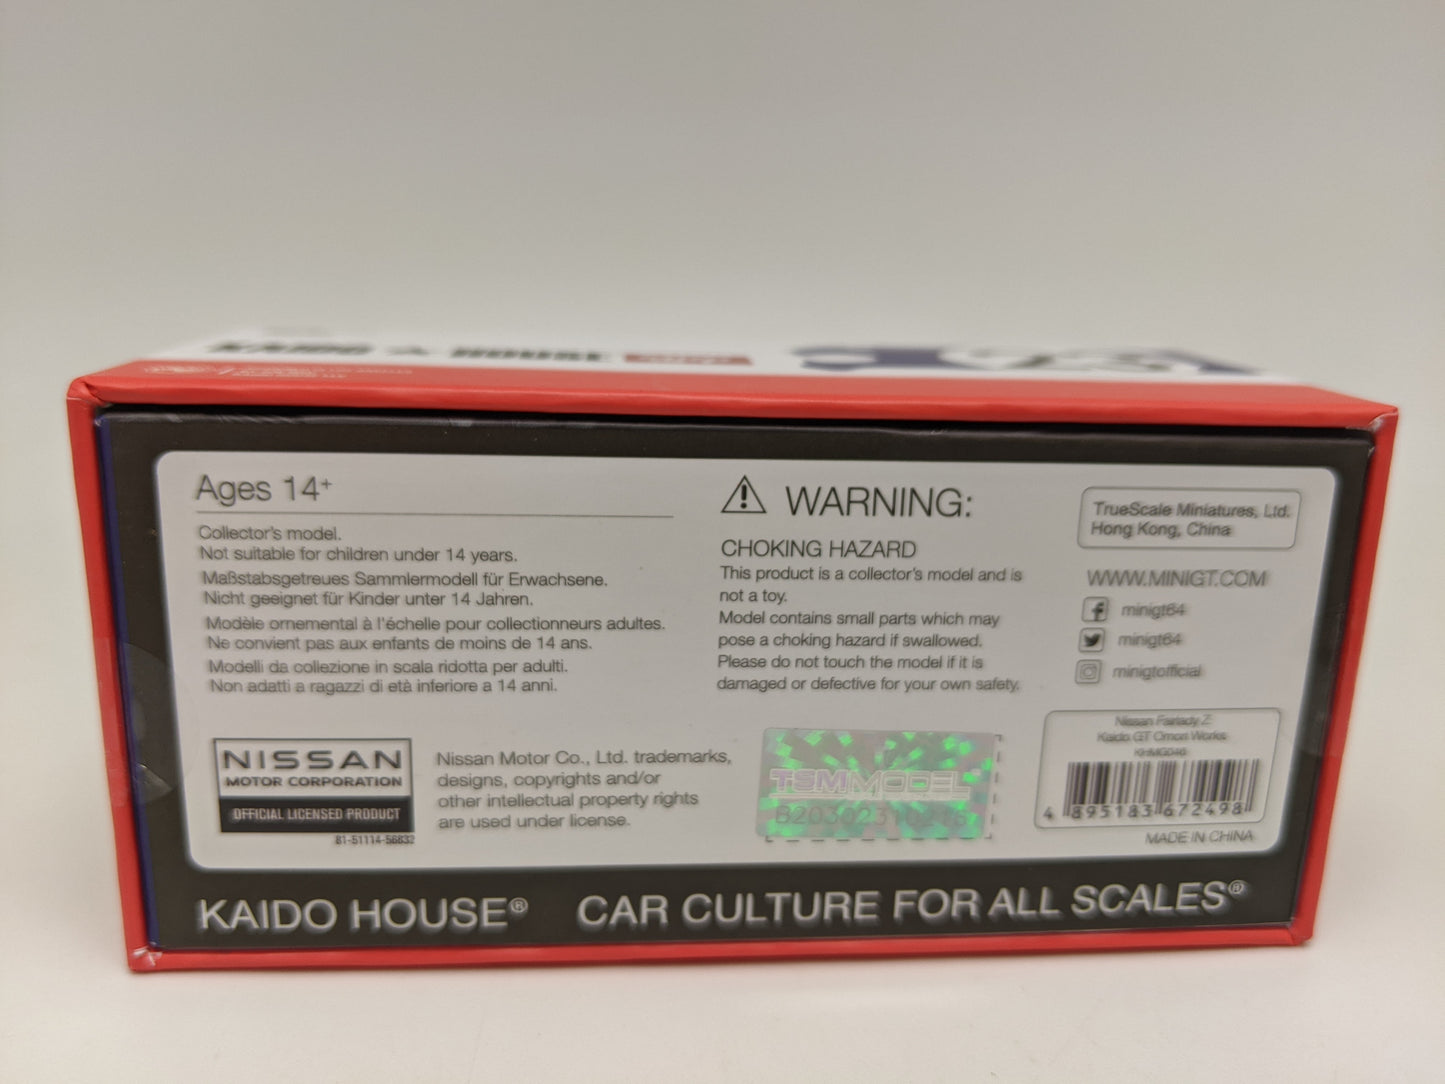 KAIDO HOUSE
Ages 14+
Collector's model.
Not suitable for children under 14 years.
Maßstabsgetreues Sammlermodell für Erwachsene.
Nicht geeignet für Kinder unter 14 Jahren.
Modèle ornemental à l'échelle pour collectionneurs adultes.
Ne convient pas aux enfants de moins de 14 ans.
Modelli da collezione in scala ridotta per adulti.
Non adatti a ragazzi di età inferiore a 14 anni.
NISSAN
MOTOR CORPORATION
OFFICIAL LICENSED PRODUCT
81-51114-56832
Nissan Motor Co., Ltd. trademarks,
designs, copyrights and/or
other intellectual property rights
are used under license.
WARNING:
CHOKING HAZARD
This product is a collector's model and is
not a toy.
Model contains small parts which may
pose a choking hazard if swallowed.
Please do not touch the model if it is
damaged or defective for your own safety.
TSMMODEL
TrueScale Miniatures, Ltd.
Hong Kong, China
WWW.MINIGT.COM
minigt64
minigt64
minigtofficial
Nissan Fairlady Z
Kaido GT Omori Works
KHMG046
4 895183 672498
MADE IN CHINA
KAIDO HOUSE® CAR CULTURE FOR ALL SCALES®